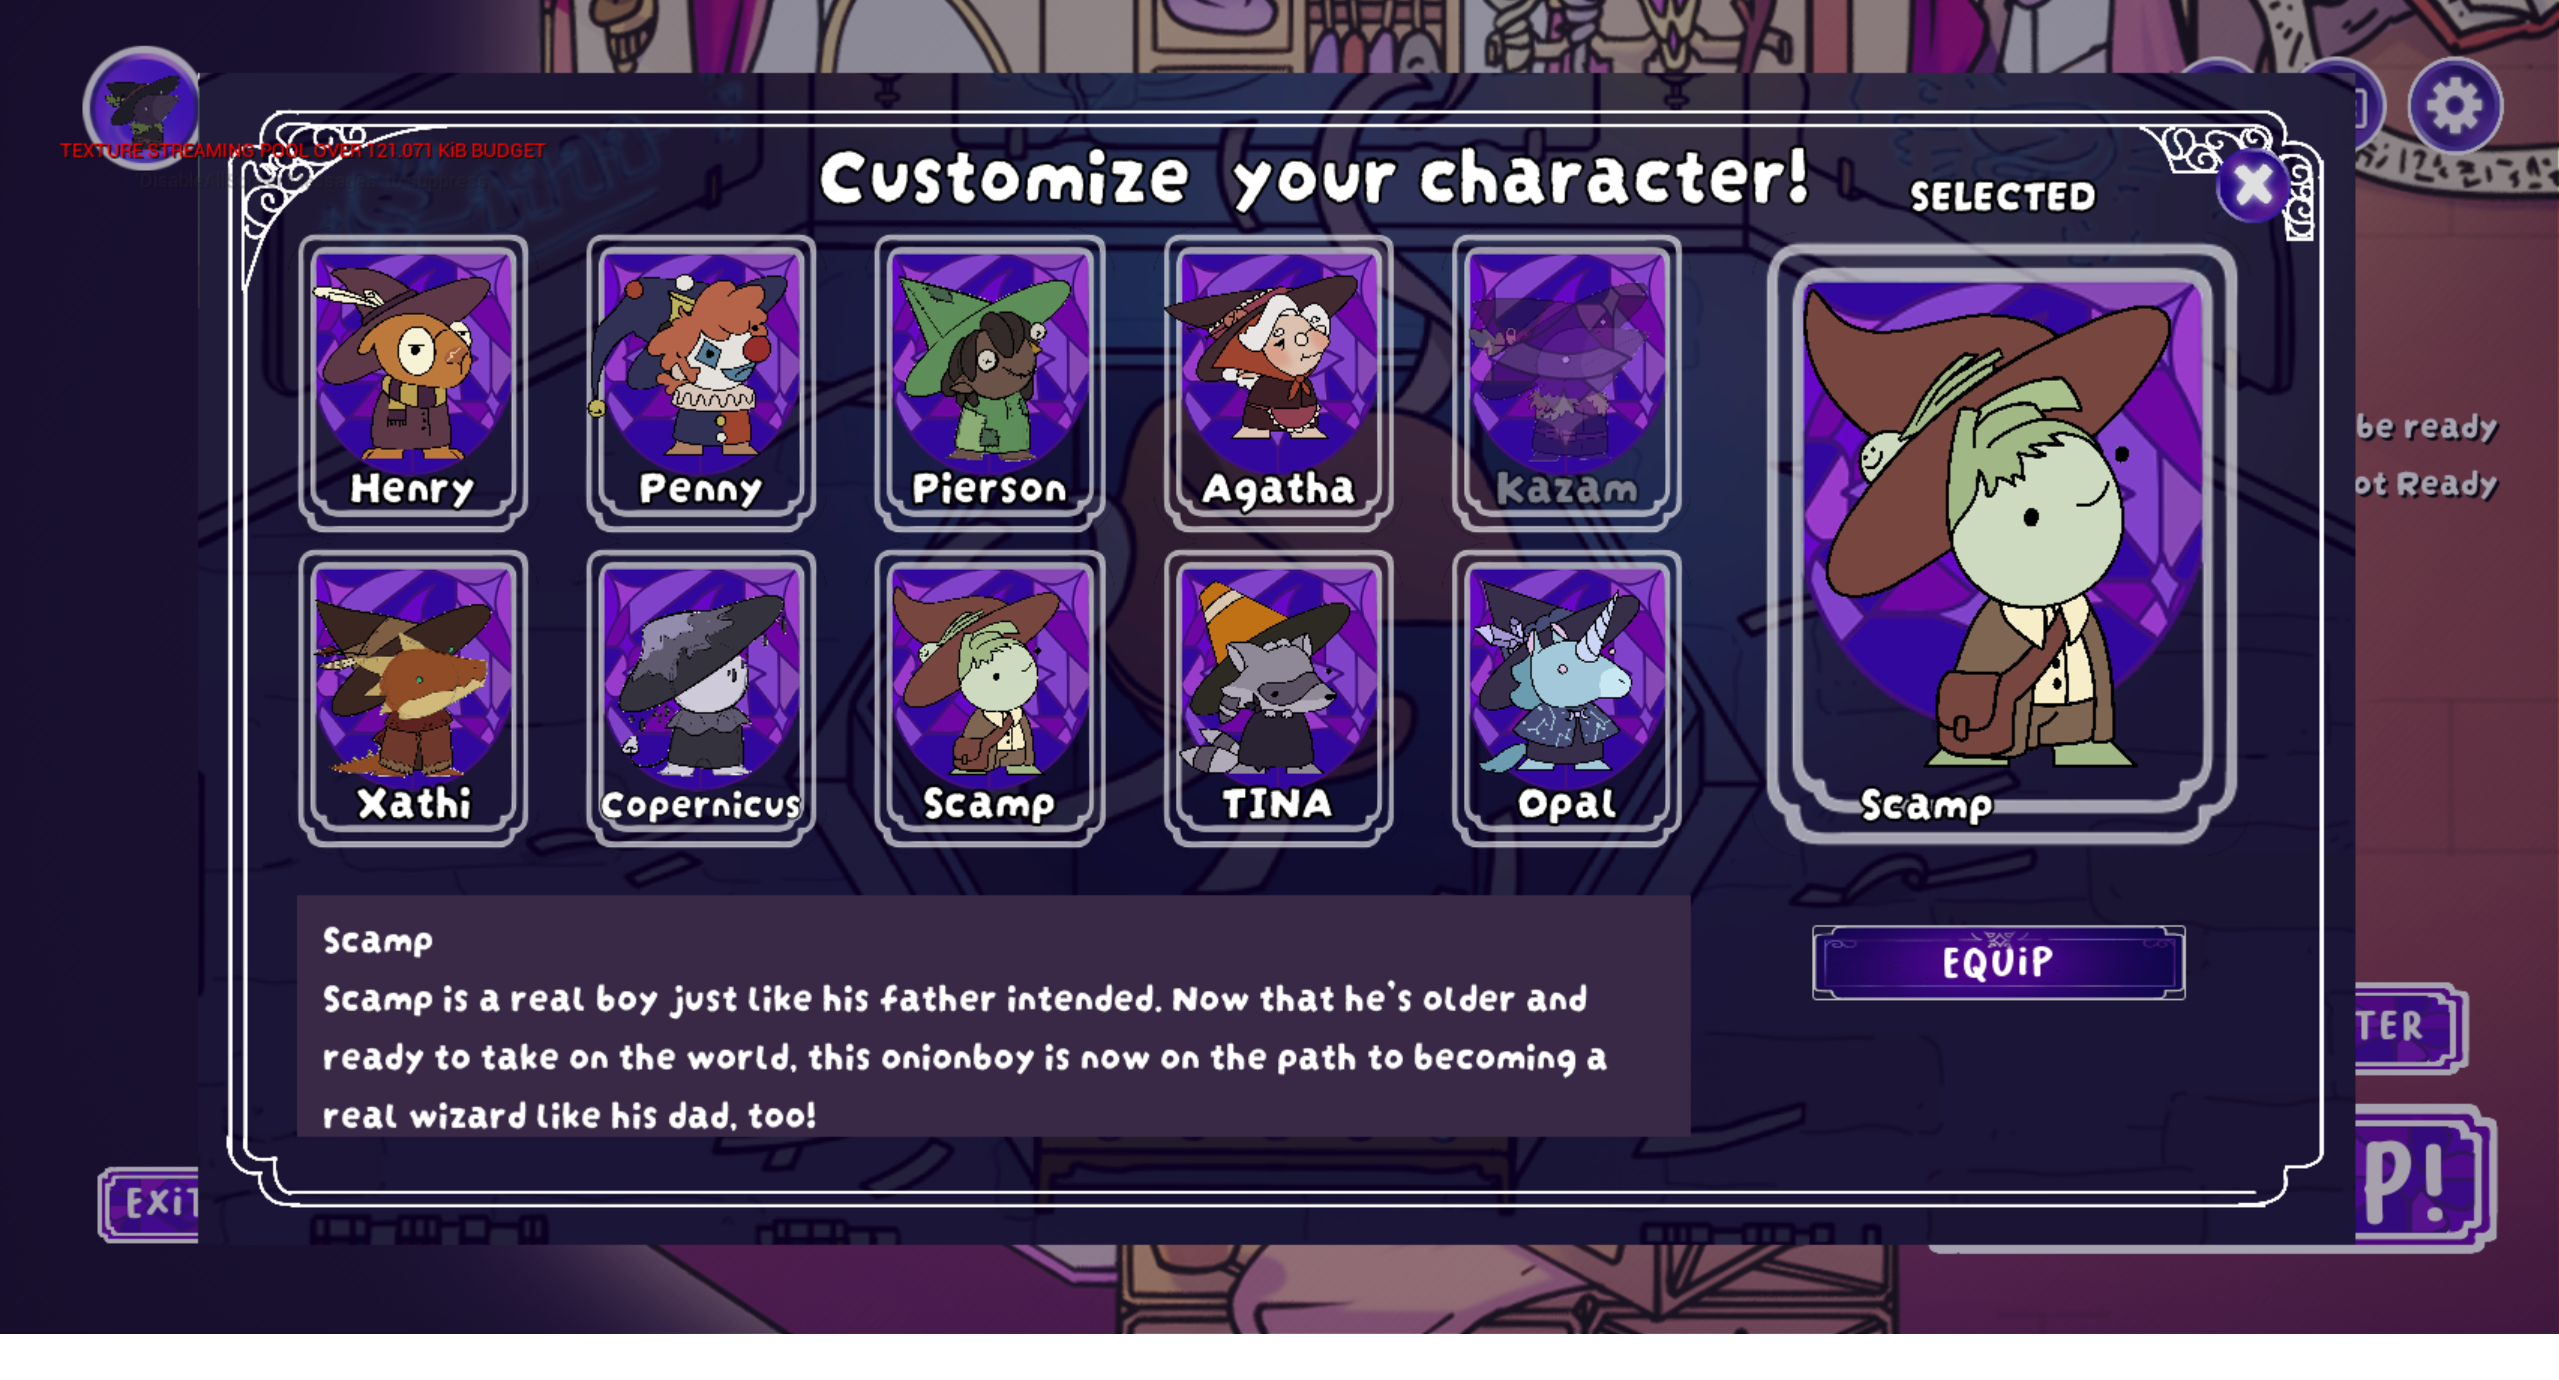 TEXTURE STREAMING POOL OVER 121.071 KiB BUDGET
Customize your character!
SELECTED
Henry
Penny
Pierson
Agatha
Kazam
be ready
ot Ready
Xathi
Copernicus
Scamp
TINA
Opal
Scamp
Scamp
Scamp is a real boy just like his father intended. Now that he's older and
ready to take on the world, this onionboy is now on the path to becoming a
real wizard like his dad, too!
EQUiP
TER
EXiT
P!